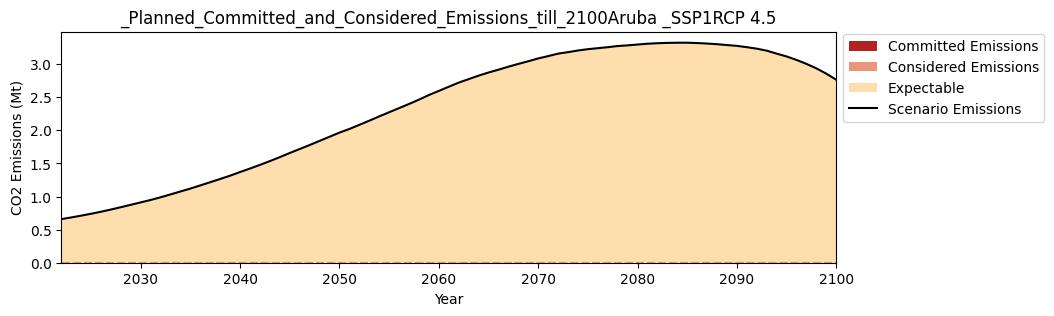 _Planned_Committed_and_Considered_Emissions_till_2100Aruba _SSP1RCP 4.5
CO2 Emissions (Mt)
3.0
2.5
2.0
1.5
1.0
0.5
0.0
2030 2040 2050 2060 2070 2080 2090 2100
Year
Committed Emissions
Considered Emissions
Expectable
Scenario Emissions